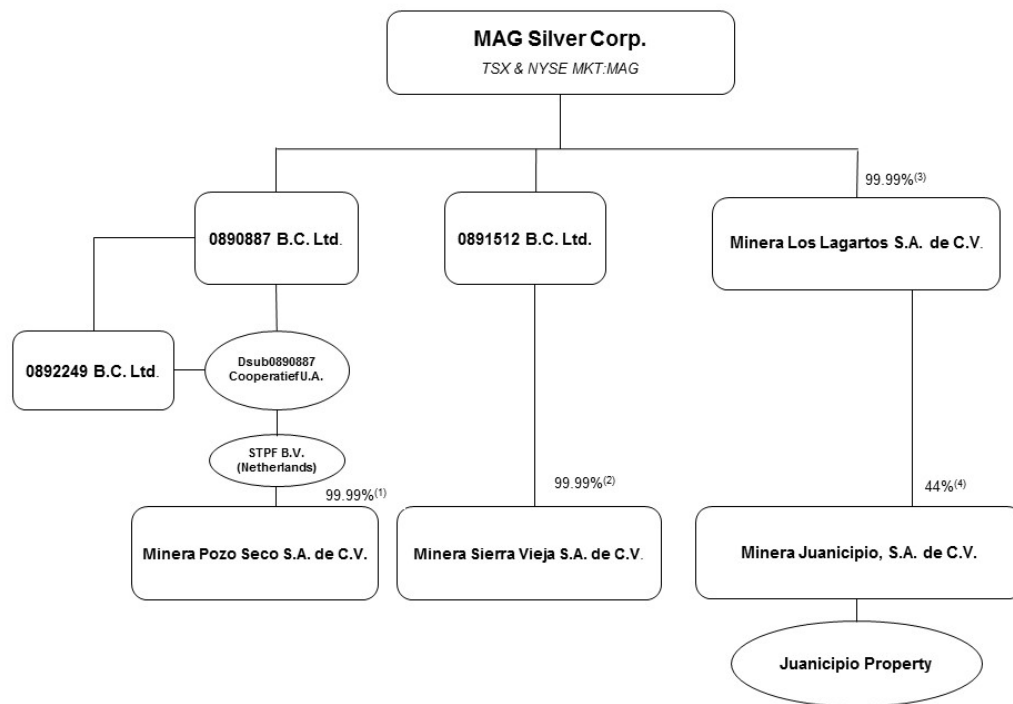 MAG Silver Corp.
TSX & NYSE MKT:MAG
99.99%(3)
0890887 B.C. Ltd.
0891512 B.C. Ltd.
Minera Los Lagartos S.A. de C.V.
0892249 B.C. Ltd.
Dsub0890887
CooperatiefU.A.
STPF B.V.
(Netherlands)
99.99%(1)
99.99%(2)
44%(4)
Minera Pozo Seco S.A. de C.V.
Minera Sierra Vieja S.A. de C.V.
Minera Juanicipio, S.A. de C.V.
Juanicipio Property